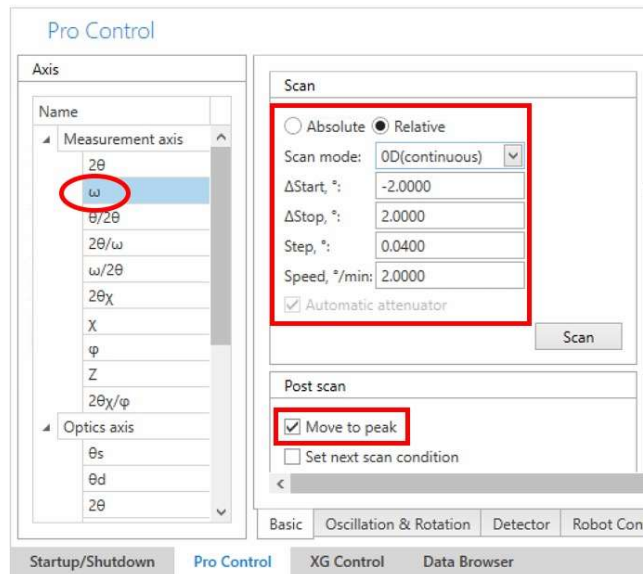 Pro Control
Axis
Name
Measurement axis
2θ
ω
θ/2θ
2θ/ω
ω/2θ
2θχ
χ
φ
Z
2θχ/φ
Optics axis
θs
θd
2θ
Scan
Absolute Relative
Scan mode: 0D(continuous)
ΔStart, °: -2.0000
ΔStop, °: 2.0000
Step, °: 0.0400
Speed, °/min: 2.0000
Automatic attenuator
Scan
Post scan
Move to peak
Set next scan condition
Basic Oscillation & Rotation Detector Robot Con
Startup/Shutdown Pro Control XG Control Data Browser